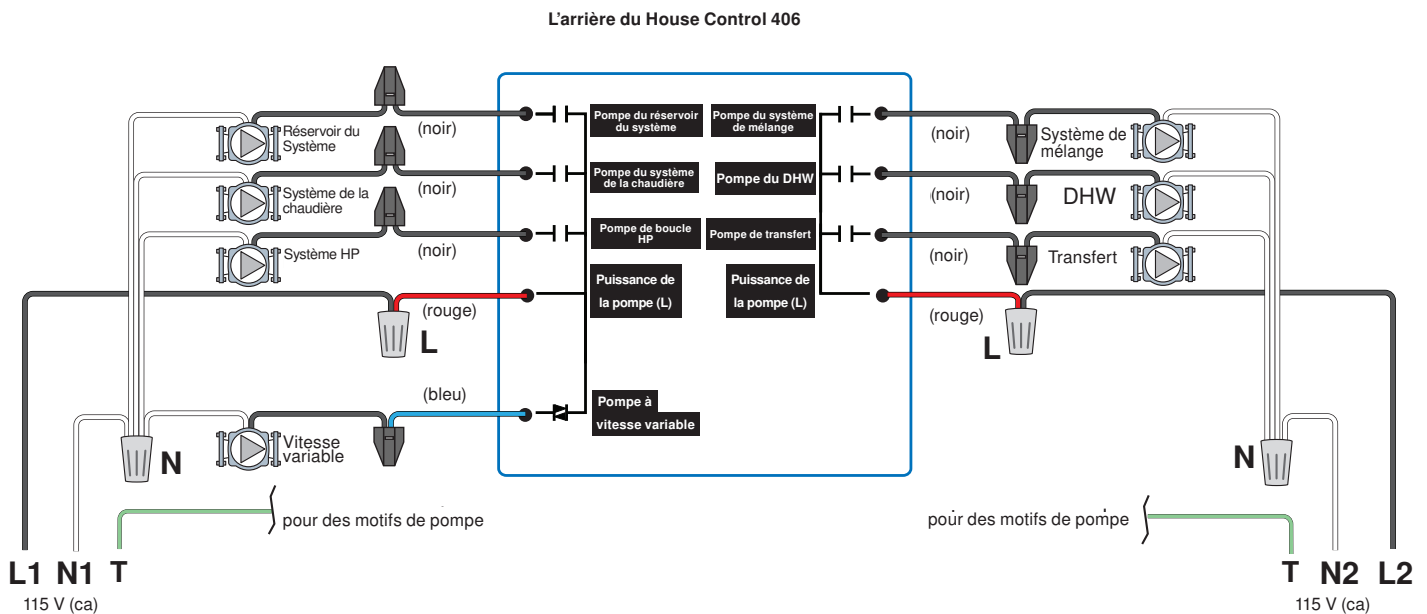 L'arrière du House Control 406
Réservoir du
Système
(noir)
Pompe du réservoir
du système
Pompe du système
de mélange
(noir)
Système de
mélange
Système de la
chaudière
(noir)
Pompe du système
de la chaudière
Pompe du DHW
(noir)
DHW
Système HP
(noir)
Pompe de boucle
HP
Pompe de transfert
(noir)
Transfert
L
(rouge)
Puissance de
la pompe (L)
Puissance de
la pompe (L)
(rouge)
L
N
Vitesse
variable
(bleu)
Pompe à
vitesse variable
N
pour des motifs de pompe
pour des motifs de pompe
L1 N1 T
115 V (ca)
T N2 L2
115 V (ca)